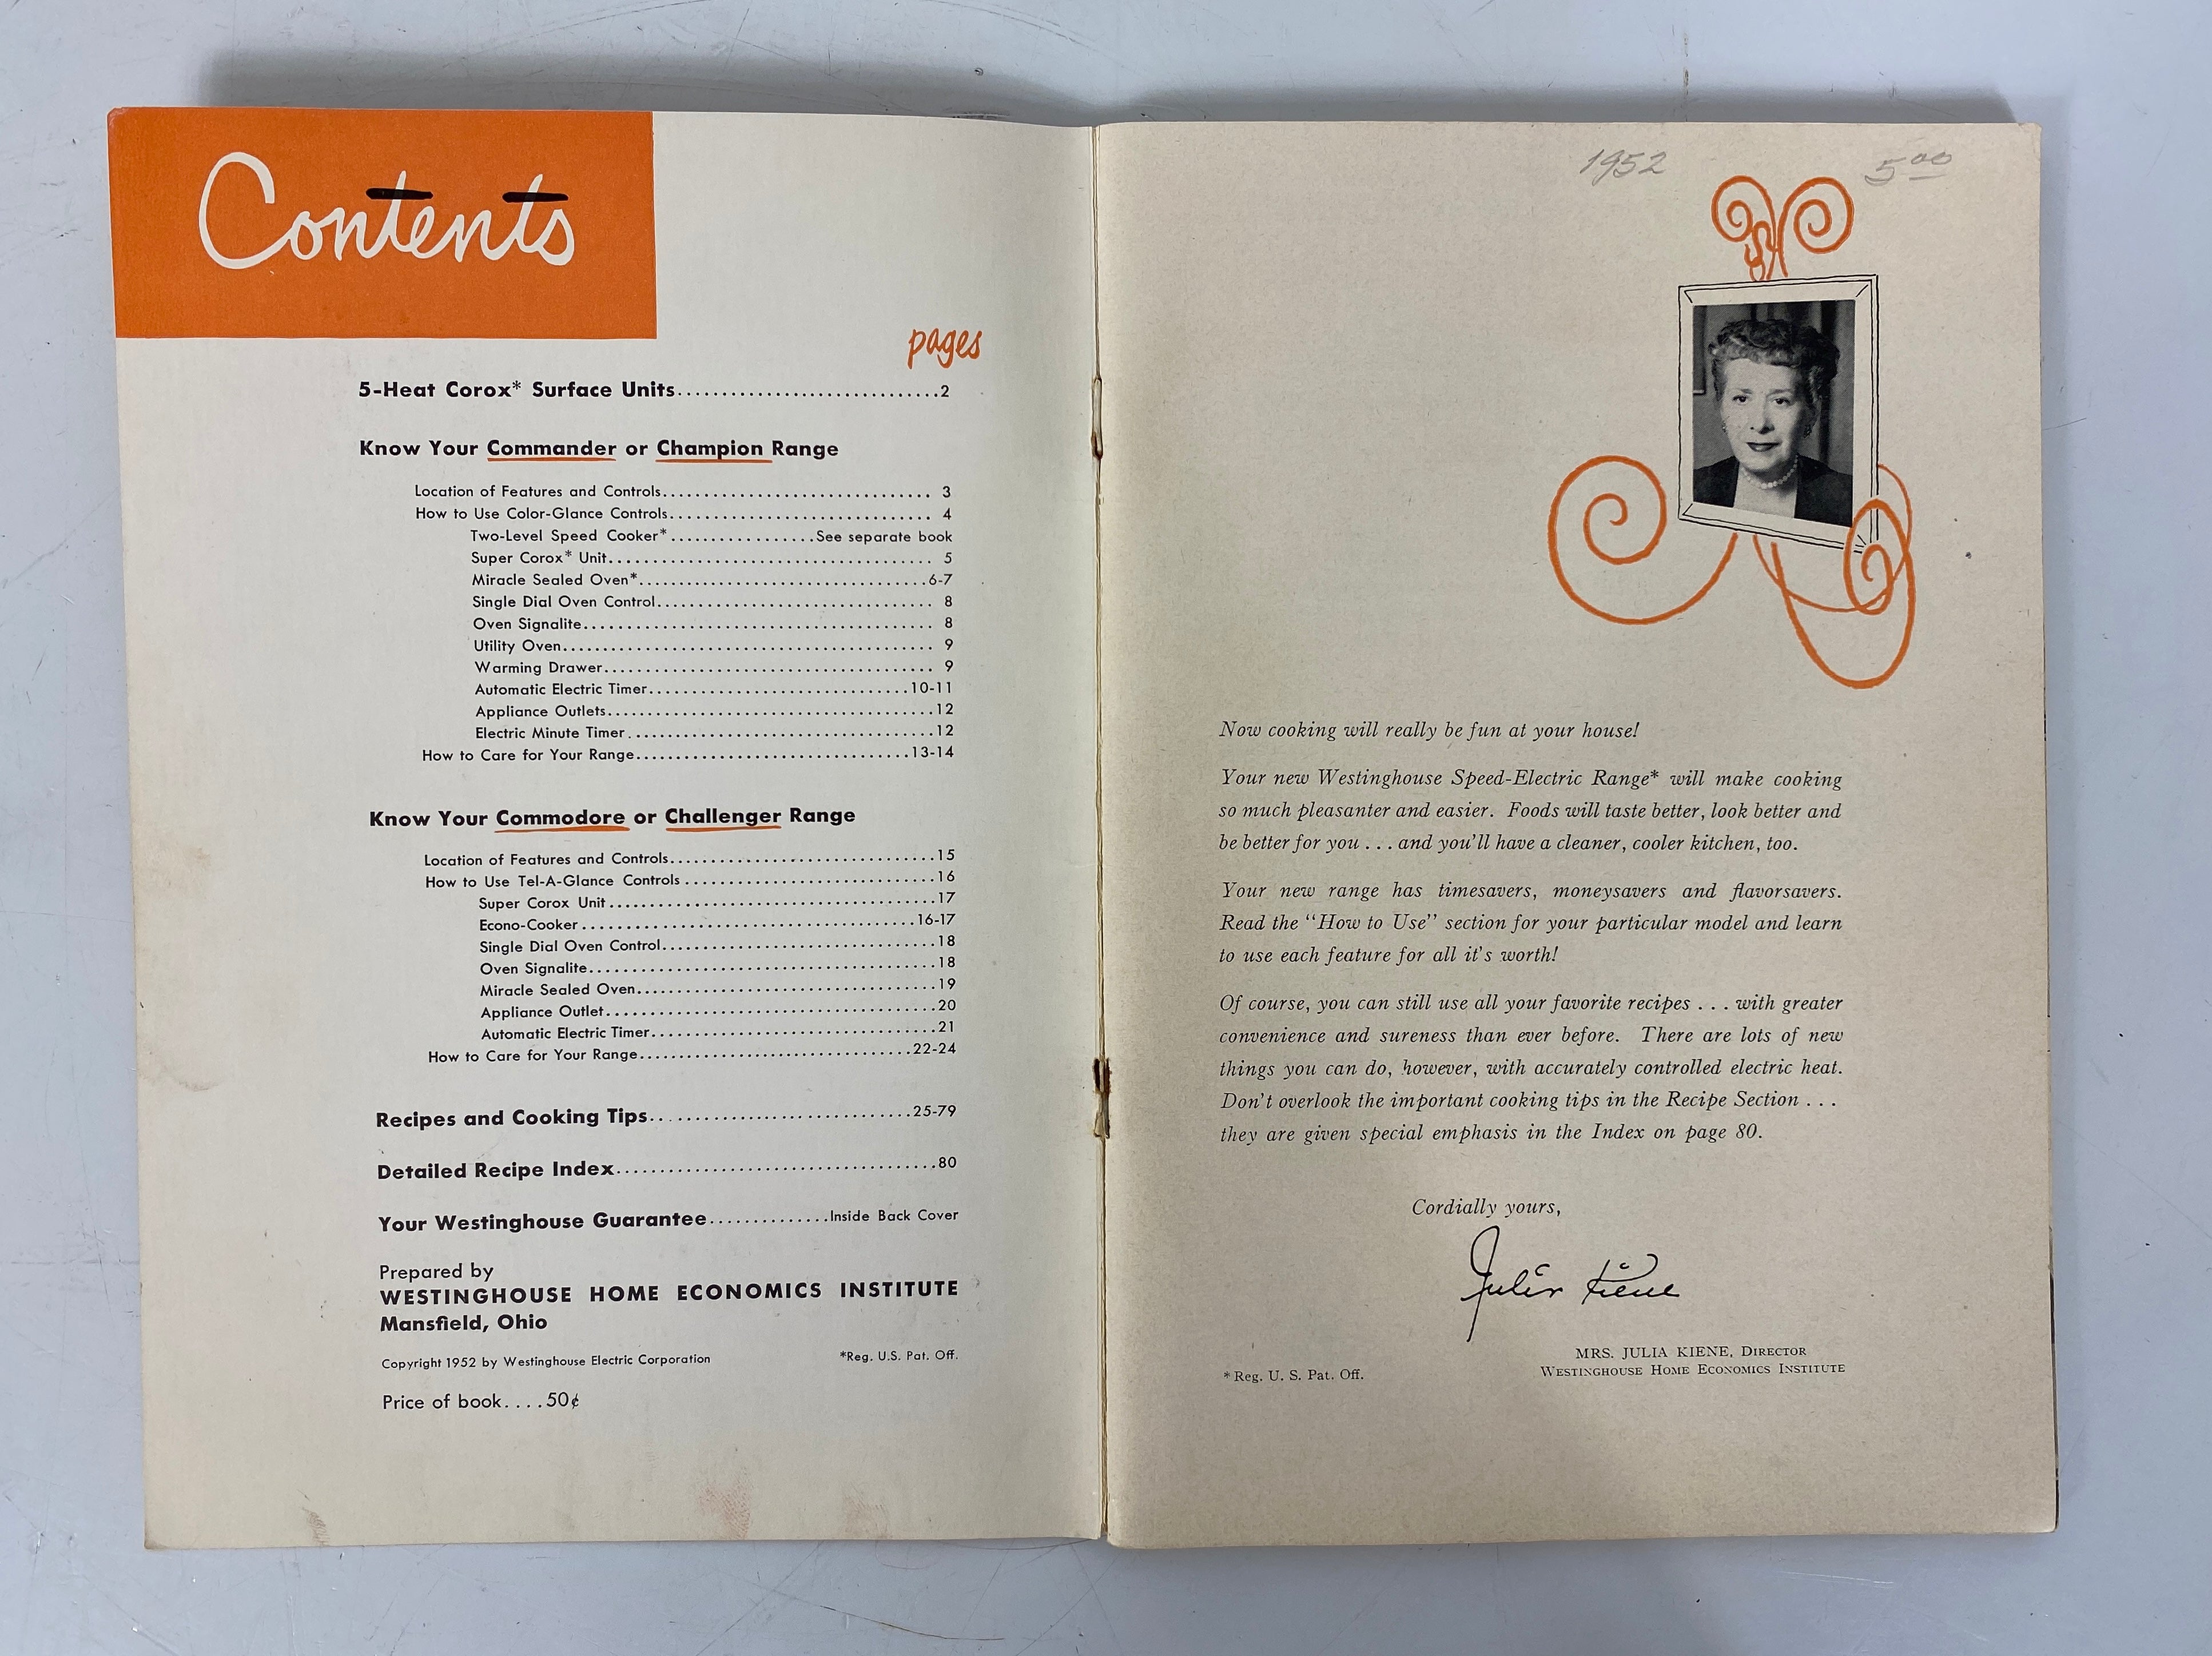 Contents
pages
5-Heat Corox* Surface Units..............................2
Know Your Commander or Champion Range
Location of Features and Controls................................. 3
How to Use Color-Glance Controls................................ 4
Two-Level Speed Cooker*.................See separate book
Super Corox* Unit........................................ 5
Miracle Sealed Oven*...................................6-7
Single Dial Oven Control.................................. 8
Oven Signalite........................................... 8
Utility Oven.............................................. 9
Warming Drawer........................................ 9
Automatic Electric Timer................................10-11
Appliance Outlets........................................12
Electric Minute Timer......................................12
How to Care for Your Range..................................13-14
Know Your Commodore or Challenger Range
Location of Features and Controls.................................15
How to Use Tel-A-Glance Controls...............................16
Super Corox Unit........................................17
Econo-Cooker.........................................16-17
Single Dial Oven Control..................................18
Oven Signalite...........................................18
Miracle Sealed Oven.....................................19
Appliance Outlet.........................................20
Automatic Electric Timer...................................21
How to Care for Your Range..................................22-24
Recipes and Cooking Tips..............................25-79
Detailed Recipe Index.....................................80
Your Westinghouse Guarantee..............Inside Back Cover
Prepared by
WESTINGHOUSE HOME ECONOMICS INSTITUTE
Mansfield, Ohio
Copyright 1952 by Westinghouse Electric Corporation *Reg. U.S. Pat. Off.
Price of book....50¢
1952 5.00
Now cooking will really be fun at your house!
Your new Westinghouse Speed-Electric Range* will make cooking
so much pleasanter and easier. Foods will taste better, look better and
be better for you . . . and you'll have a cleaner, cooler kitchen, too.
Your new range has timesavers, moneysavers and flavorsavers.
Read the "How to Use" section for your particular model and learn
to use each feature for all it's worth!
Of course, you can still use all your favorite recipes . . . with greater
convenience and sureness than ever before. There are lots of new
things you can do, however, with accurately controlled electric heat.
Don't overlook the important cooking tips in the Recipe Section . . .
they are given special emphasis in the Index on page 80.
Cordially yours,
Julia Kiene
MRS. JULIA KIENE, DIRECTOR
WESTINGHOUSE HOME ECONOMICS INSTITUTE
*Reg. U. S. Pat. Off.